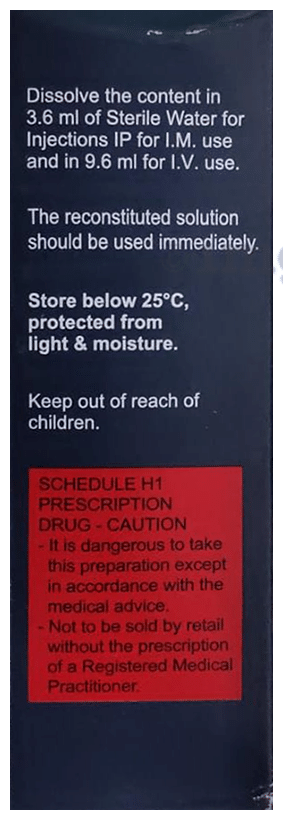 Dissolve the content in
3.6 ml of Sterile Water for
Injections IP for I.M. use
and in 9.6 ml for I.V. use.
The reconstituted solution
should be used immediately.
Store below 25°C,
protected from
light & moisture.
Keep out of reach of
children.
SCHEDULE H1
PRESCRIPTION
DRUG - CAUTION
- It is dangerous to take
this preparation except
in accordance with the
medical advice.
- Not to be sold by retail
without the prescription
of a Registered Medical
Practitioner.